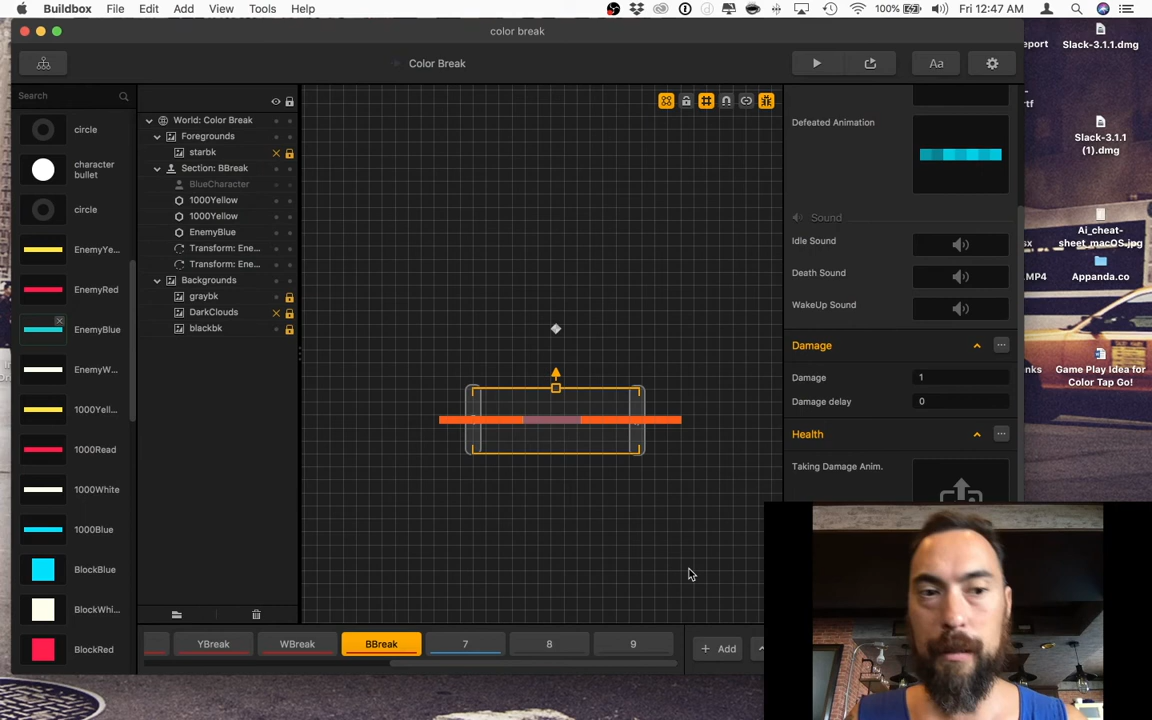 Buildbox File Edit View Tools Help
100% Fri 12:47 AM
color break
Color Break
Aa
Search
circle
character
bullet
circle
EnemyYe...
EnemyRed
EnemyBlue
EnemyW...
1000Yell...
1000Read
1000White
1000Blue
BlockBlue
BlockWhi...
BlockRed
World: Color Break
Foregrounds
starbk
Section: BBreak
BlueCharacter
1000Yellow
1000Yellow
EnemyBlue
Transform: Ene...
Transform: Ene...
Backgrounds
graybk
DarkClouds
blackbk
YBreak
WBreak
BBreak
7
8
9
+ Add
Defeated Animation
Sound
Idle Sound
Death Sound
WakeUp Sound
Damage
Damage 1
Damage delay 0
Health
Taking Damage Anim.
Slack-3.1.1.dmg
Slack-3.1.1
(1).dmg
Ai_cheat-
sheet_macOS.jpg
.MP4
Appanda.co
Game Play Idea for
Color Tap Go!